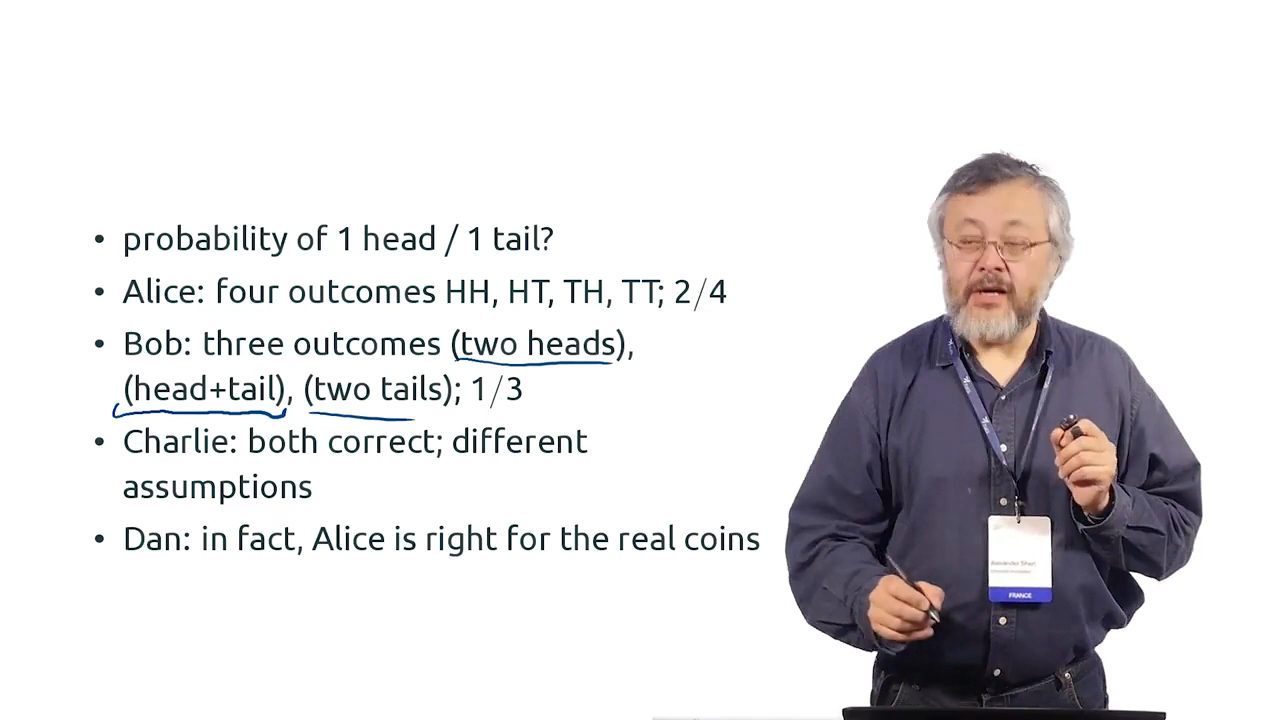 • probability of 1 head / 1 tail?
• Alice: four outcomes HH, HT, TH, TT; 2/4
• Bob: three outcomes (two heads),
(head+tail), (two tails); 1/3
• Charlie: both correct; different
assumptions
• Dan: in fact, Alice is right for the real coins
Alexander Shen
FRANCE